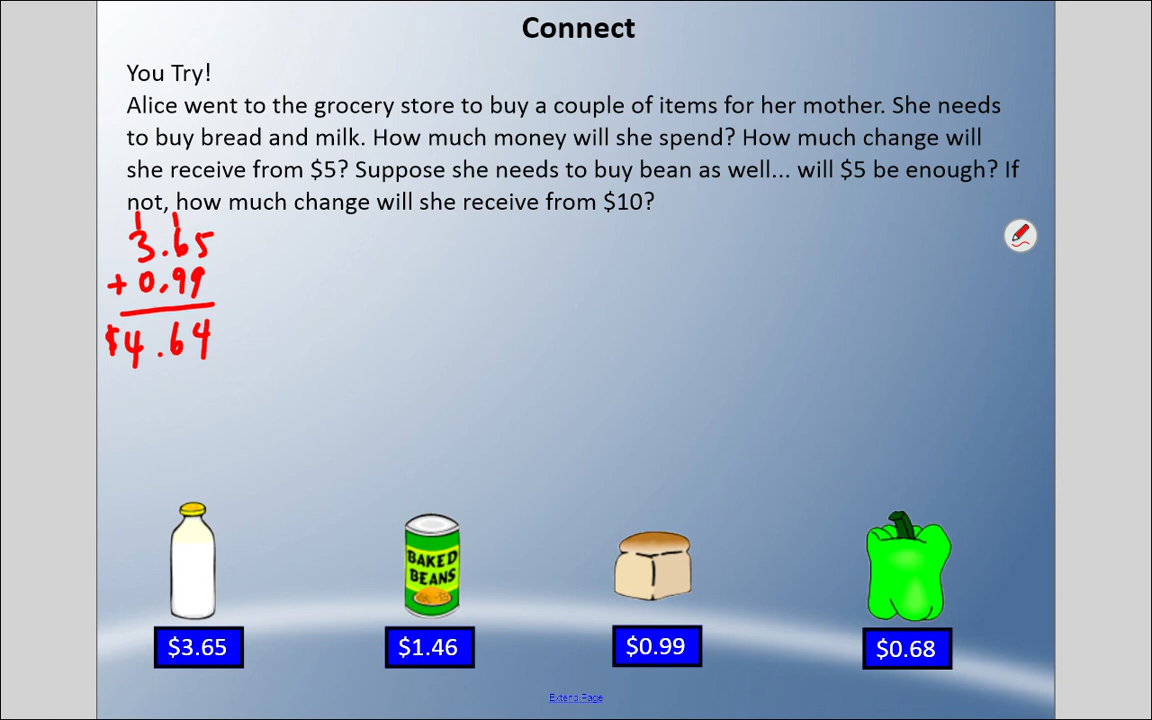 Connect
You Try!
Alice went to the grocery store to buy a couple of items for her mother. She needs
to buy bread and milk. How much money will she spend? How much change will
she receive from $5? Suppose she needs to buy bean as well... will $5 be enough? If
not, how much change will she receive from $10?
1 1
3.65
+ 0.99
$4.64
BAKED
BEANS
$3.65
$1.46
$0.99
$0.68
Extend Page